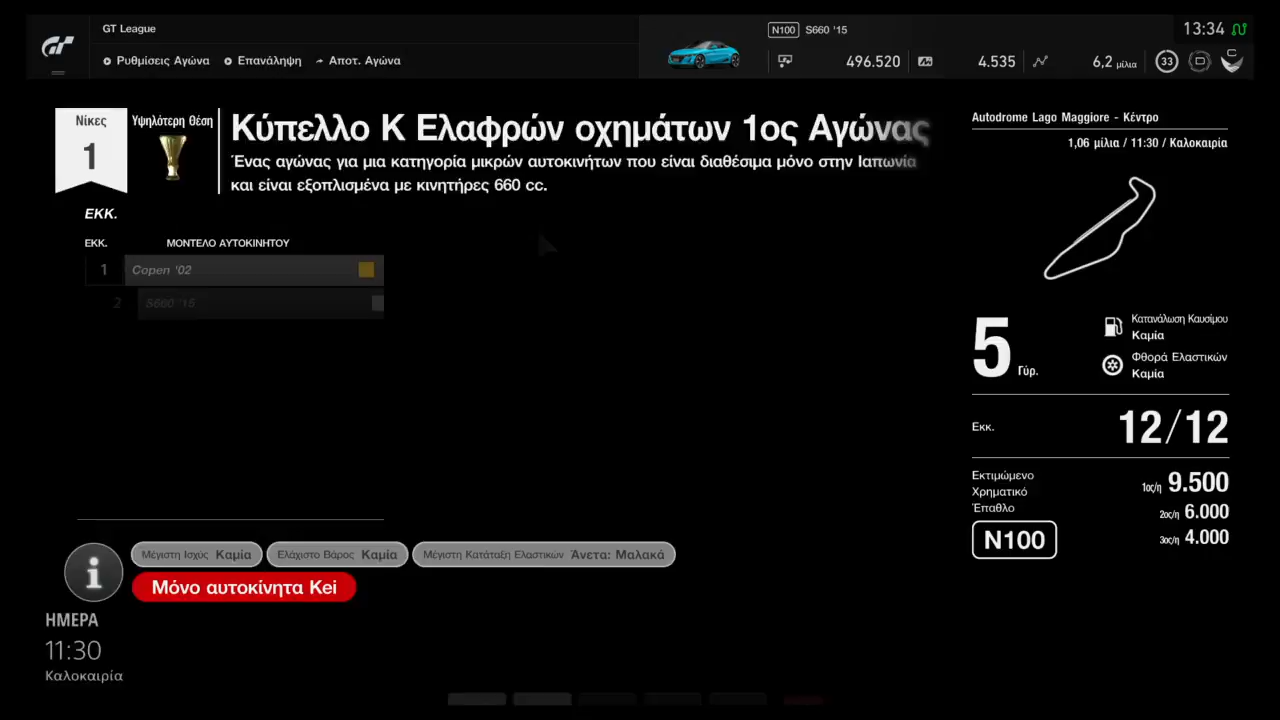 GT League
Ρυθμίσεις Αγώνα Επανάληψη Αποτ. Αγώνα
N100 S660 '15
496.520 4.535 6,2 μίλια 33
13:34
Νίκες
1
Υψηλότερη Θέση
Κύπελλο Κ Ελαφρών οχημάτων 1ος Αγώνας
Ένας αγώνας για μια κατηγορία μικρών αυτοκινήτων που είναι διαθέσιμα μόνο στην Ιαπωνία
και είναι εξοπλισμένα με κινητήρες 660 cc.
ΕΚΚ.
ΕΚΚ. ΜΟΝΤΕΛΟ ΑΥΤΟΚΙΝΗΤΟΥ
1 Copen '02
2 S660 '15
Autodrome Lago Maggiore - Κέντρο
1,06 μίλια / 11:30 / Καλοκαιρία
5 Γύρ.
Κατανάλωση Καυσίμου
Καμία
Φθορά Ελαστικών
Καμία
Εκκ. 12/12
Εκτιμώμενο
Χρηματικό
Έπαθλο
1ος/η 9.500
2ος/η 6.000
3ος/η 4.000
N100
Μέγιστη Ισχύς Καμία Ελάχιστο Βάρος Καμία Μέγιστη Κατάταξη Ελαστικών Άνετα: Μαλακά
Μόνο αυτοκίνητα Kei
ΗΜΕΡΑ
11:30
Καλοκαιρία